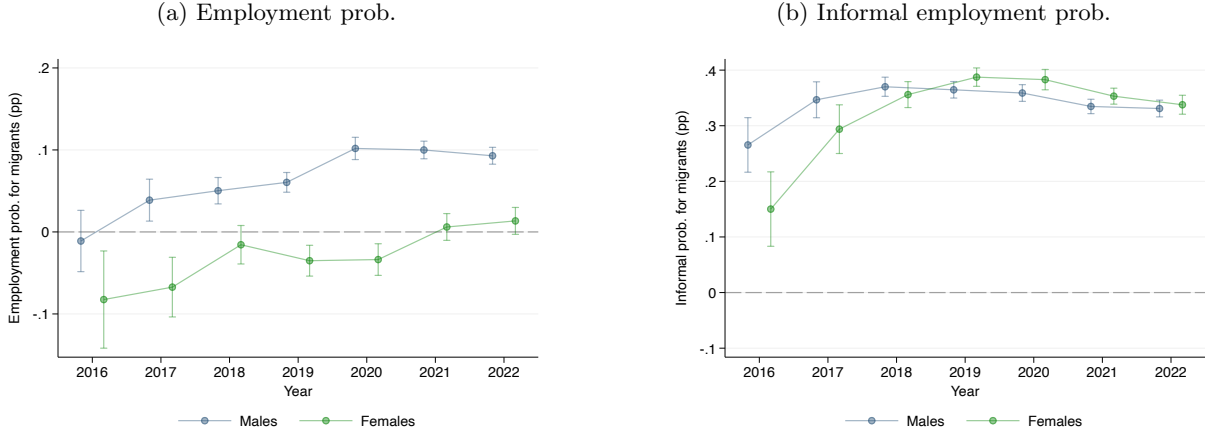 (a) Employment prob.
Empployment prob. for migrants (pp)
.2
.1
0
-.1
2016 2017 2018 2019 2020 2021 2022
Year
Males Females
(b) Informal employment prob.
Informal prob. for migrants (pp)
.4
.3
.2
.1
0
-.1
2016 2017 2018 2019 2020 2021 2022
Year
Males Females